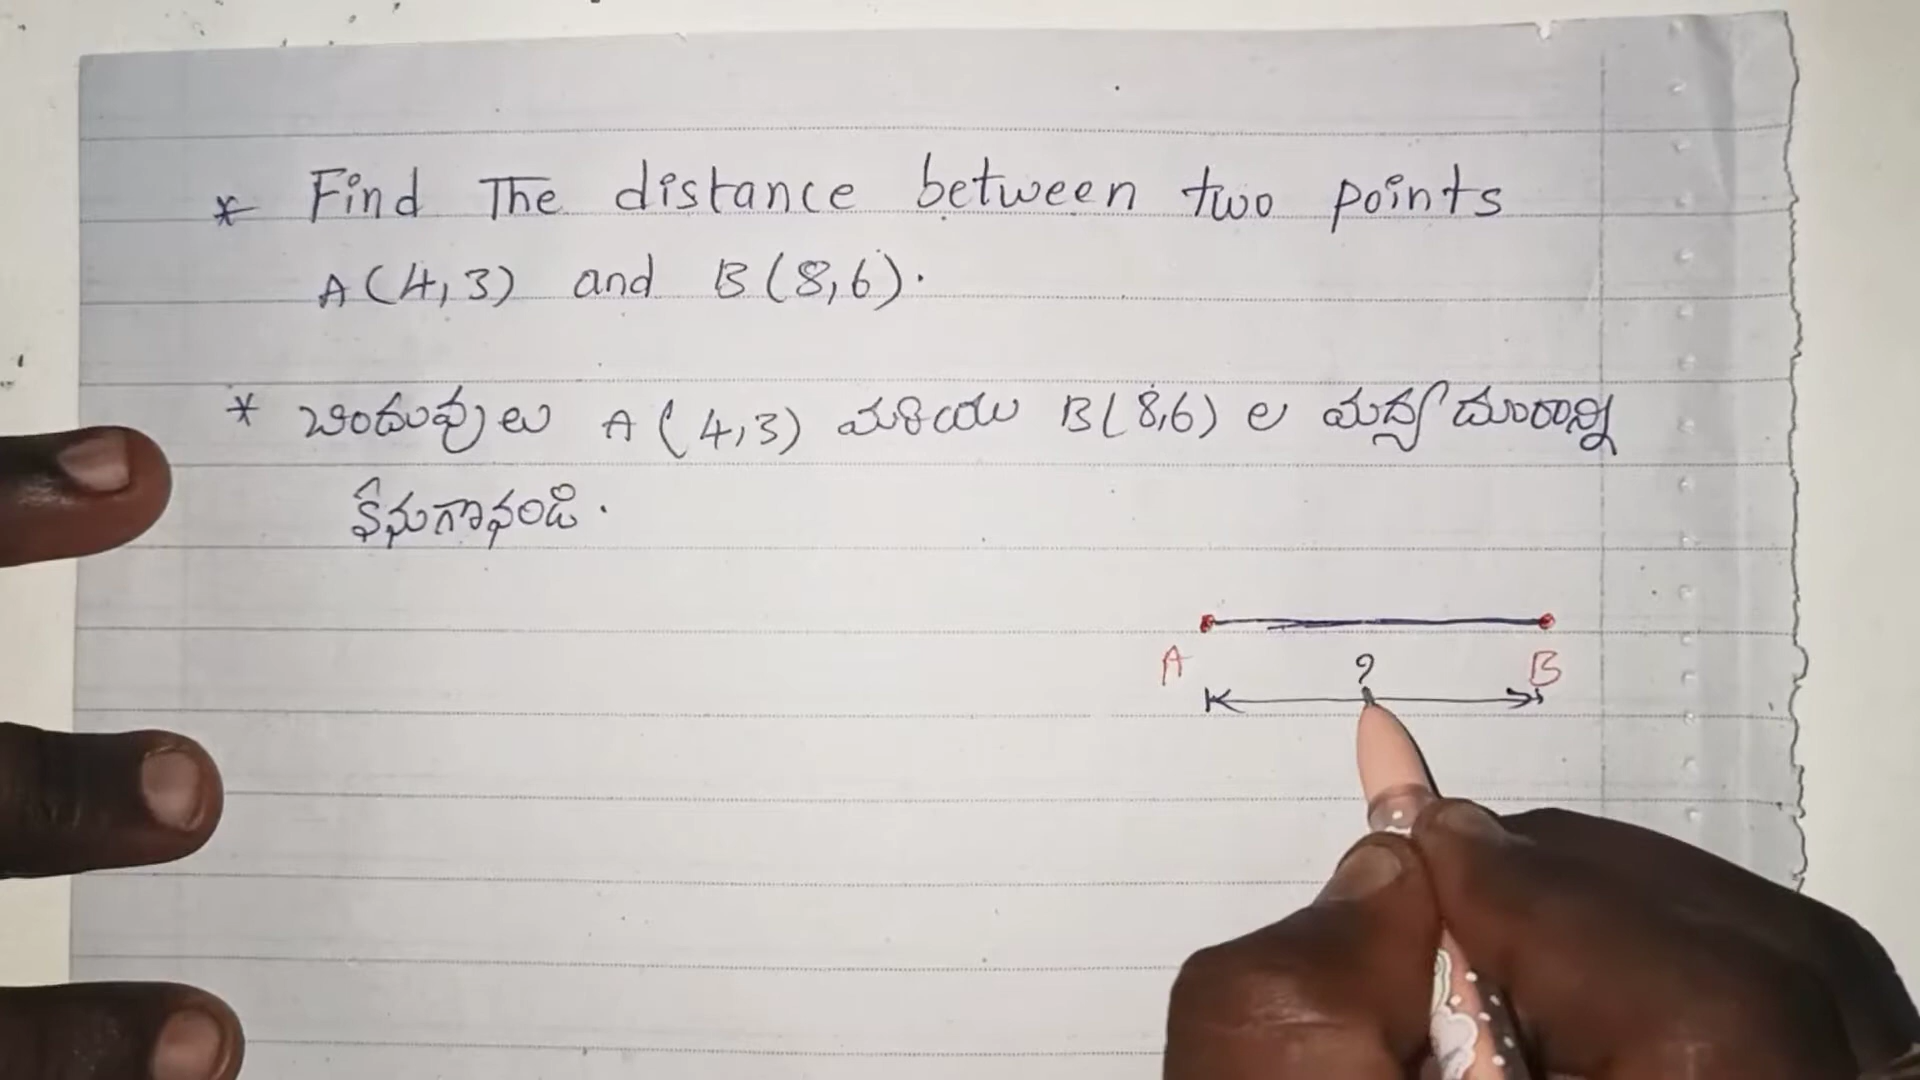 * Find The distance between two points
A(4,3) and B(8,6).
* బిందువులు A(4,3) మరియు B(8,6) ల మధ్య దూరాన్ని
కనుగొనండి.
A ? B